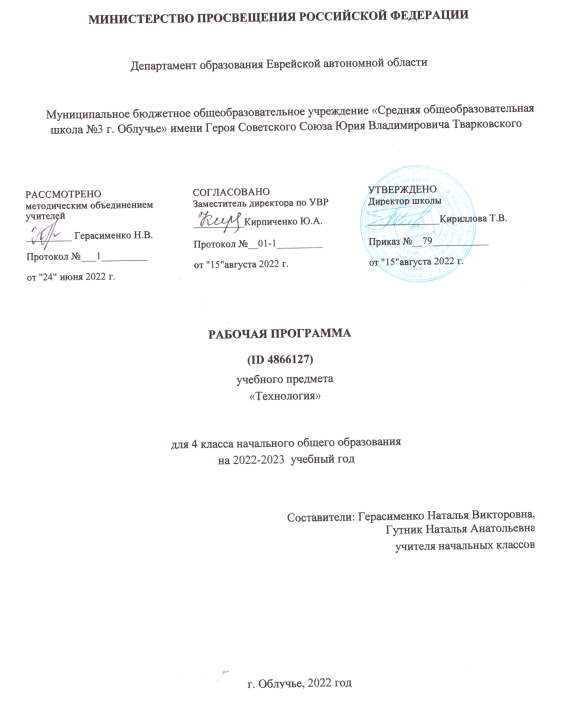 МИНИСТЕРСТВО ПРОСВЕЩЕНИЯ РОССИЙСКОЙ ФЕДЕРАЦИИ
Департамент образования Еврейской автономной области
Муниципальное бюджетное общеобразовательное учреждение «Средняя общеобразовательная
школа №3 г. Облучье» имени Героя Советского Союза Юрия Владимировича Тварковского
РАССМОТРЕНО
методическим объединением
учителей
________ Герасименко Н.В.
Протокол №___1_________
от "24" июня 2022 г.
СОГЛАСОВАНО
Заместитель директора по УВР
_________Кирпиченко Ю.А.
Протокол №__01-1_________
от "15"августа 2022 г.
УТВЕРЖДЕНО
Директор школы
______________Кириллова Т.В.
Приказ №__79___________
от "15"августа 2022 г.
РАБОЧАЯ ПРОГРАММА
(ID 4866127)
учебного предмета
«Технология»
для 4 класса начального общего образования
на 2022-2023 учебный год
Составители: Герасименко Наталья Викторовна,
Гутник Наталья Анатольевна
учителя начальных классов
г. Облучье, 2022 год